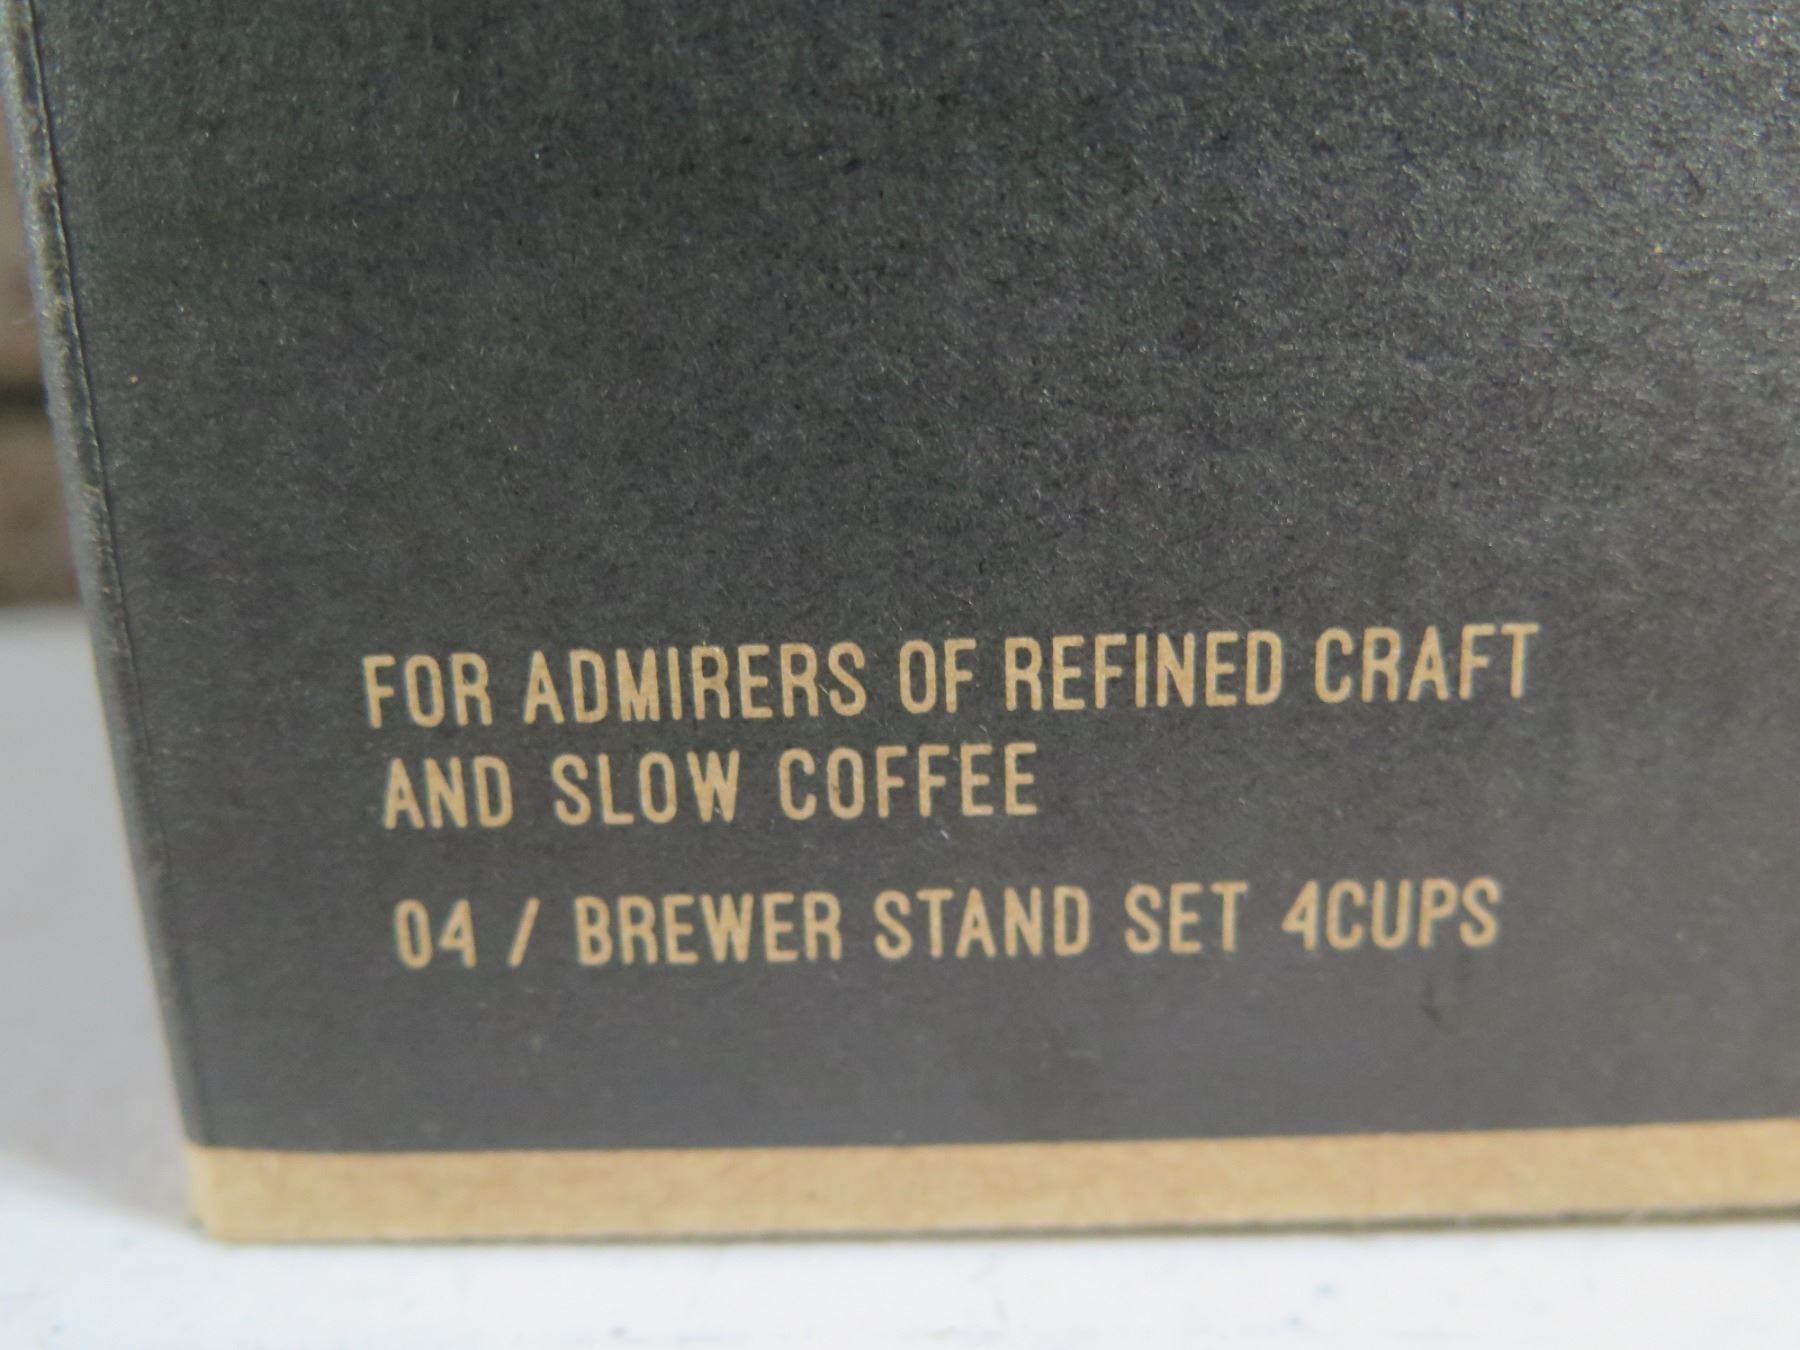 FOR ADMIRERS OF REFINED CRAFT
AND SLOW COFFEE
04 / BREWER STAND SET 4CUPS